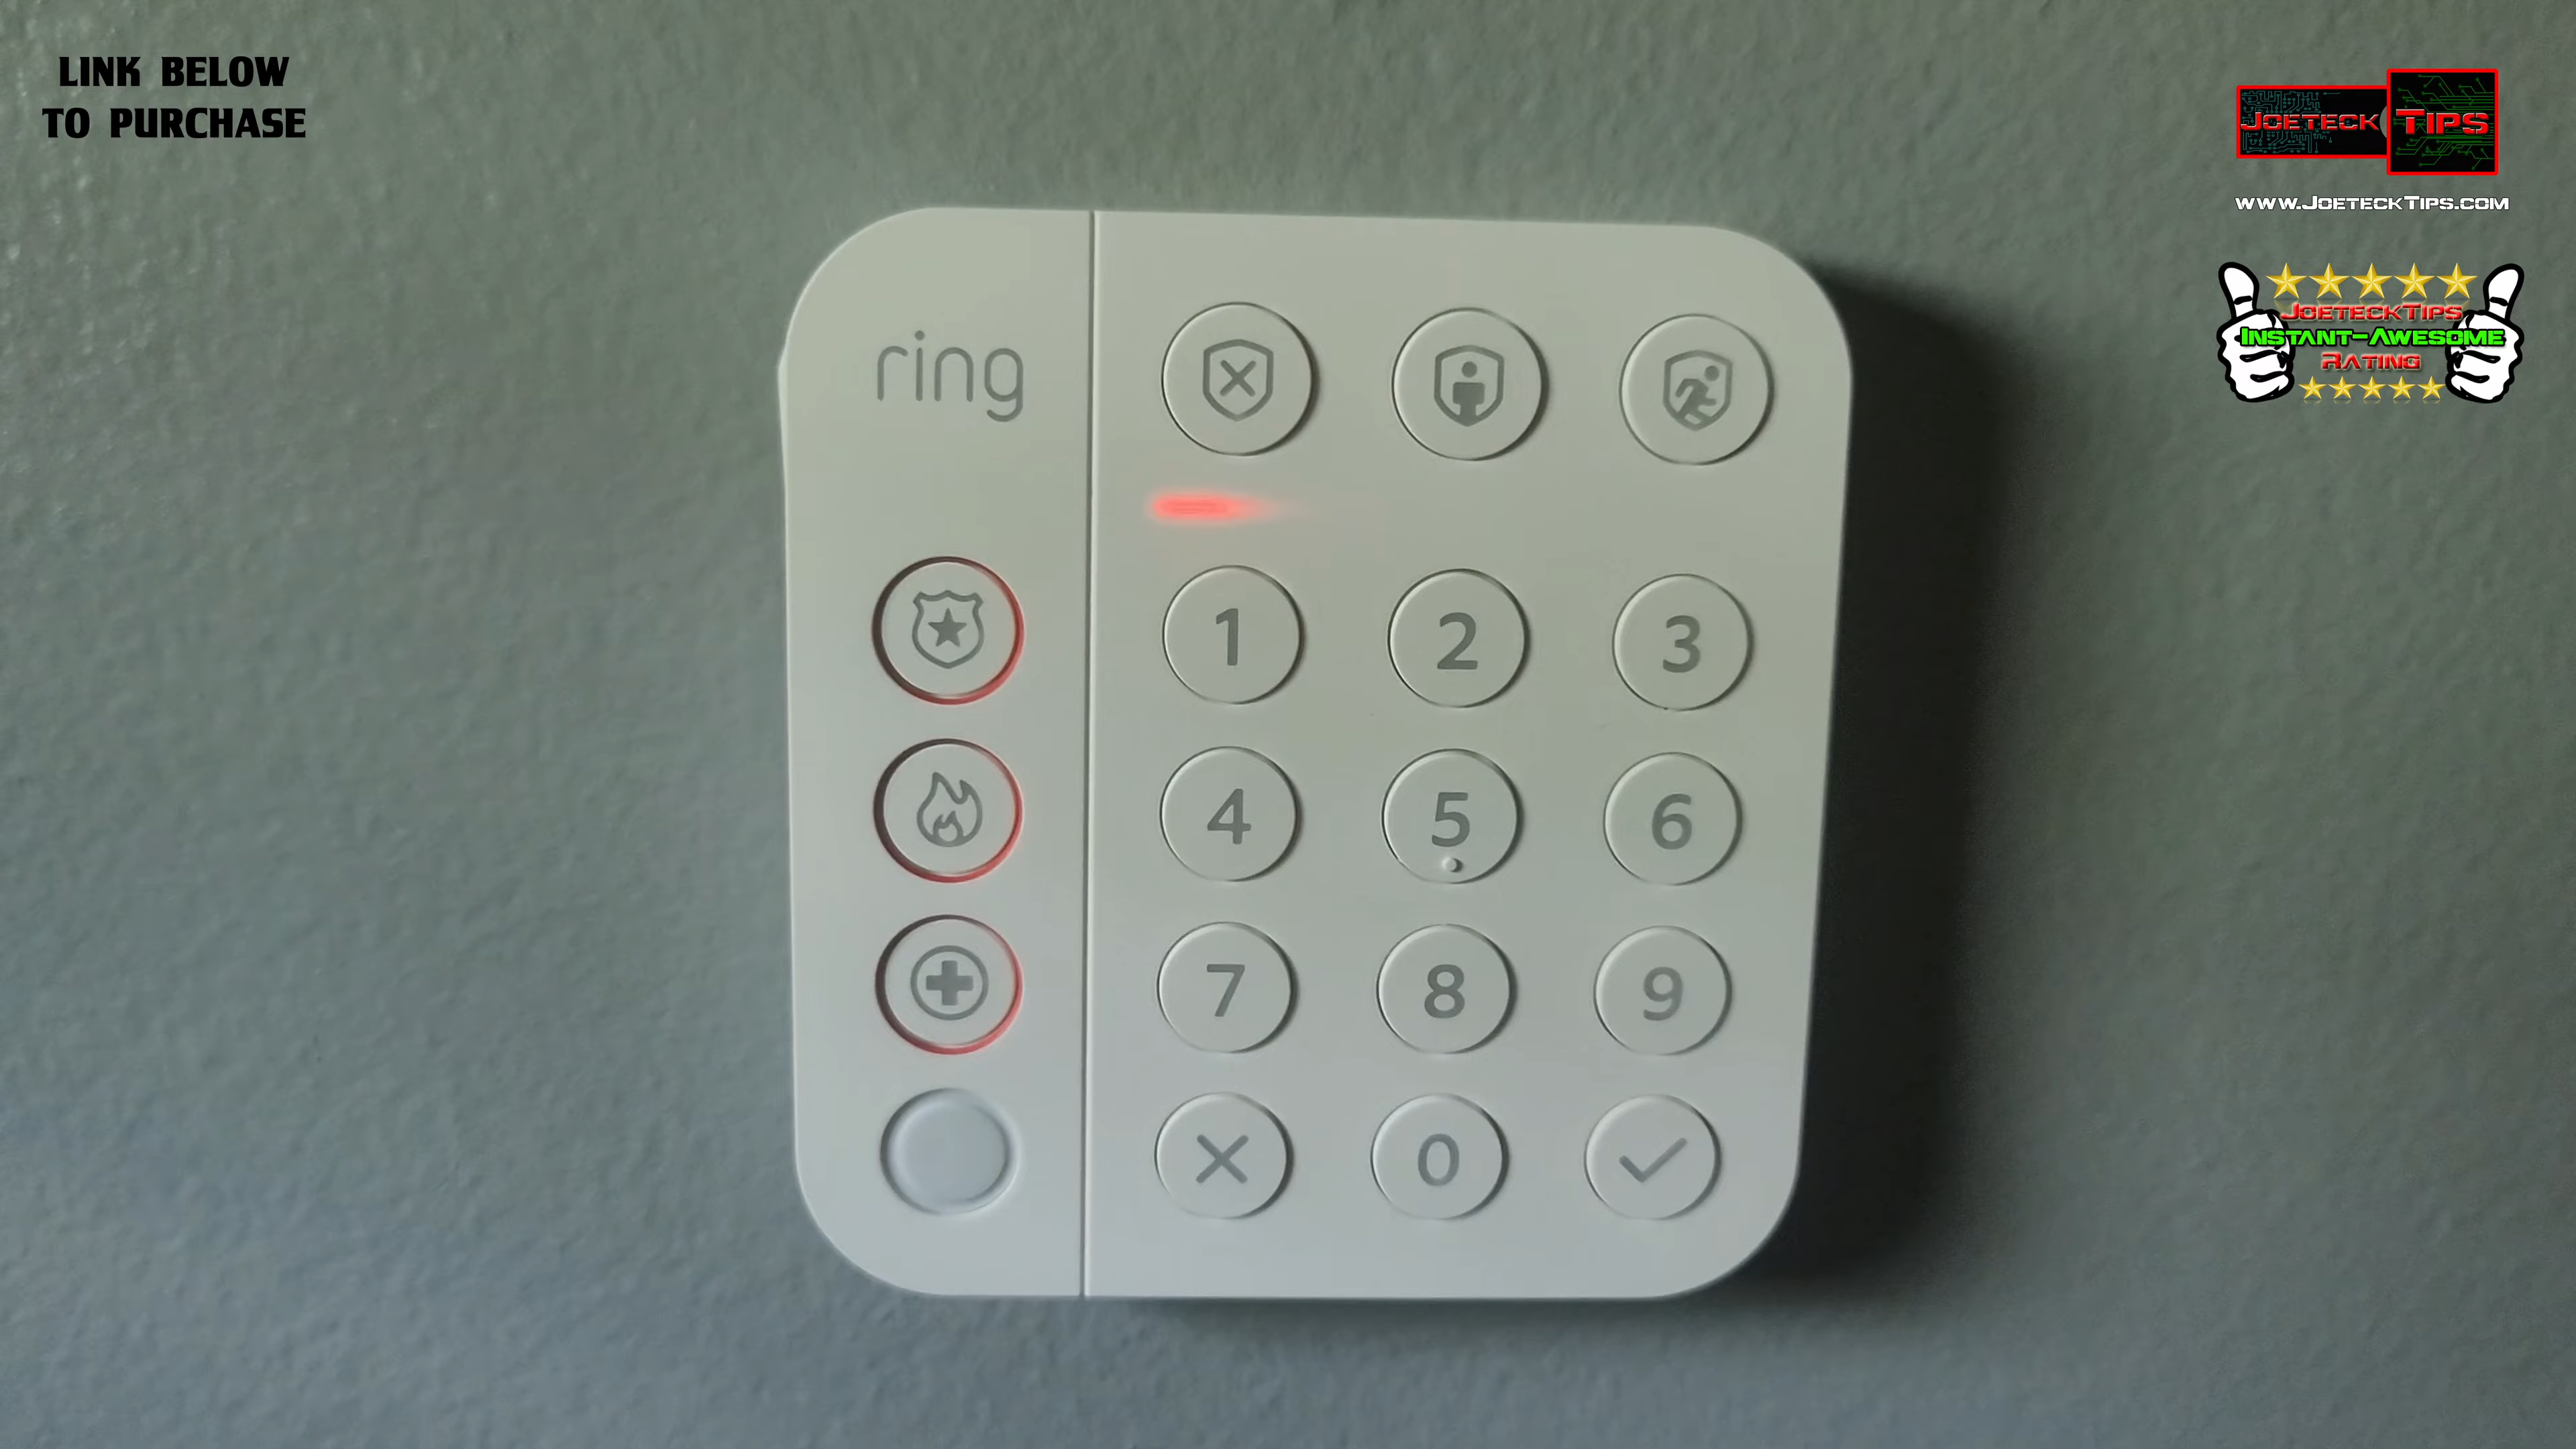 LINK BELOW
TO PURCHASE
JOETECK TIPS
WWW.JOETECKTIPS.COM
JOETECKTIPS
INSTANT-AWESOME
RATING
ring
1 2 3
4 5 6
7 8 9
0